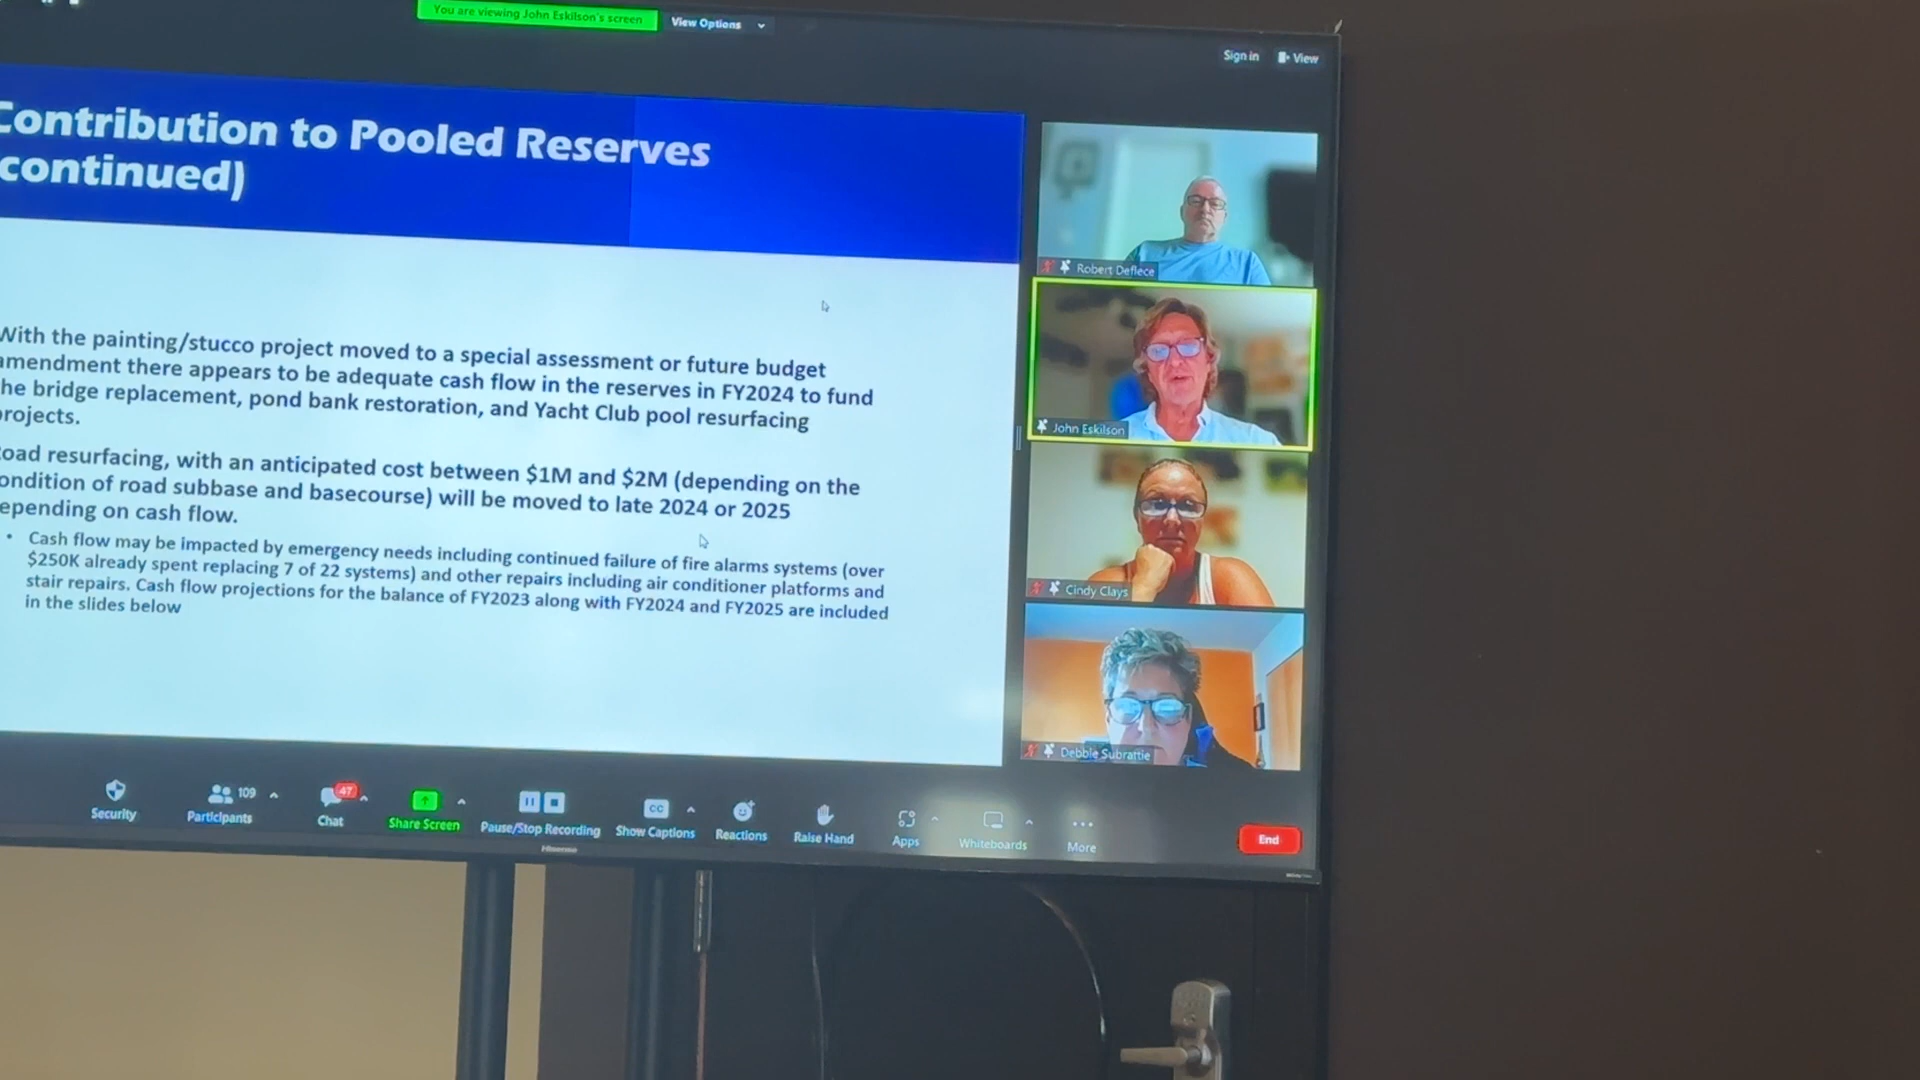 You are viewing John Eskilson's screen
View Options
Sign in
View
Contribution to Pooled Reserves
continued)
With the painting/stucco project moved to a special assessment or future budget
amendment there appears to be adequate cash flow in the reserves in FY2024 to fund
he bridge replacement, pond bank restoration, and Yacht Club pool resurfacing
rojects.
oad resurfacing, with an anticipated cost between $1M and $2M (depending on the
ondition of road subbase and basecourse) will be moved to late 2024 or 2025
epending on cash flow.
• Cash flow may be impacted by emergency needs including continued failure of fire alarms systems (over
$250K already spent replacing 7 of 22 systems) and other repairs including air conditioner platforms and
stair repairs. Cash flow projections for the balance of FY2023 along with FY2024 and FY2025 are included
in the slides below
Robert Deflece
John Eskilson
Cindy Clays
Debbie Subrattie
Security
Participants
109
Chat
47
Share Screen
Pause/Stop Recording
CC
Show Captions
Reactions
Raise Hand
Apps
Whiteboards
More
End
Hisense